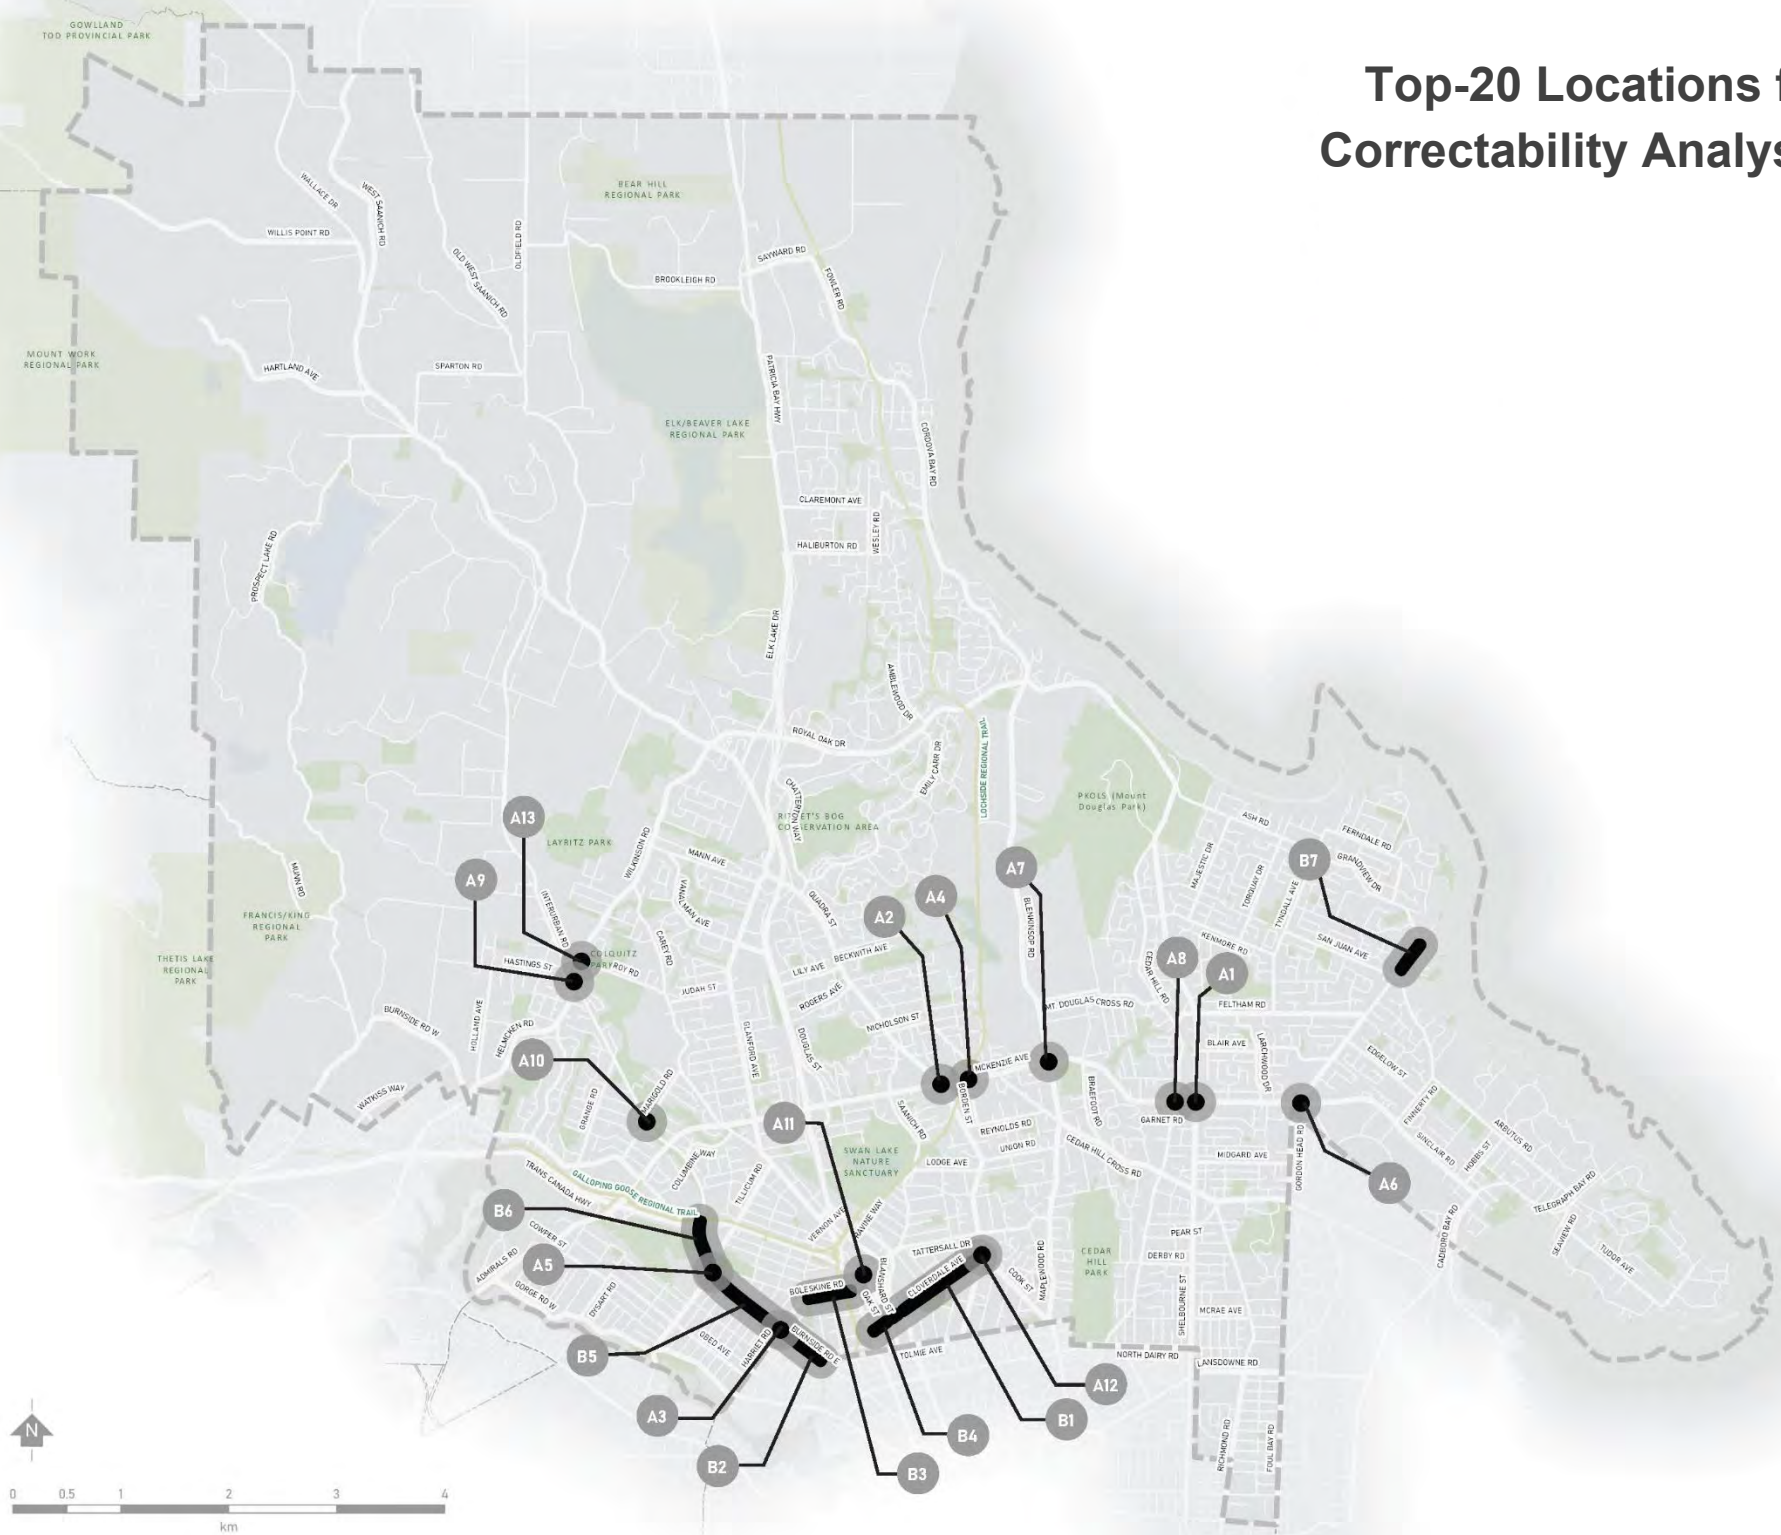 GOWLLAND
TOD PROVINCIAL PARK
Top-20 Locations f
Correctability Analys
BEAR HILL
REGIONAL PARK
WALLACE DR
WEST SAANICH RD
WILLIS POINT RD
OLD WEST SAANICH RD
OLDFIELD RD
SAYWARD RD
BROOKLEIGH RD
FOWLER RD
MOUNT WORK
REGIONAL PARK
HARTLAND AVE
SPARTON RD
PATRICIA BAY HWY
ELK/BEAVER LAKE
REGIONAL PARK
CORDOVA BAY RD
CLAREMONT AVE
WESLEY RD
HALIBURTON RD
PROSPECT LAKE RD
ELK LAKE DR
AMBLEWOOD DR
ROYAL OAK DR
EMILY CARR DR
LOCHSIDE REGIONAL TRAIL
CHATTERTON WAY
PKOLS (Mount
Douglas Park)
RITHET'S BOG
CONSERVATION AREA
A13
LAYRITZ PARK
WILKINSON RD
MANN AVE
ASH RD
FERNDALE RD
GRANDVIEW DR
MAJESTIC DR
TORQUAY DR
TYNDALL AVE
B7
A9
A7
A4
A2
MUNN RD
VANALMAN AVE
QUADRA ST
BLENKINSOP RD
FRANCIS/KING
REGIONAL
PARK
INTERURBAN RD
CAREY RD
BECKWITH AVE
KENMORE RD
SAN JUAN AVE
THETIS LAKE
REGIONAL
PARK
HASTINGS ST
COLQUITZ
PARK
ROY RD
LILY AVE
CEDAR HILL RD
A8
A1
JUDAH ST
ROGERS AVE
MT DOUGLAS CROSS RD
FELTHAM RD
BURNSIDE RD W
HOLLAND AVE
HELMCKEN RD
NICHOLSON ST
GLANFORD AVE
DOUGLAS ST
BLAIR AVE
LARCHWOOD DR
EDGELOW ST
A10
MCKENZIE AVE
WATKISS WAY
GRANGE RD
MARIGOLD RD
BORDEN ST
BRAEFOOT RD
FINNERTY RD
A11
SAANICH RD
REYNOLDS RD
GARNET RD
ARBUTUS RD
UNION RD
CEDAR HILL CROSS RD
SINCLAIR RD
HOBBS ST
SWAN LAKE
NATURE
SANCTUARY
LODGE AVE
MIDGARD AVE
GORDON HEAD RD
COLUMBINE WAY
TILLICUM RD
A6
TRANS CANADA HWY
GALLOPING GOOSE REGIONAL TRAIL
TELEGRAPH BAY RD
B6
VERNON AVE
RAVINE WAY
CADBORO BAY RD
SEAVIEW RD
COWPER ST
PEAR ST
TUDOR AVE
TATTERSALL DR
DERBY RD
CEDAR
HILL
PARK
A5
ADMIRALS RD
GORGE RD W
DYSART RD
BOLESKINE RD
BLANSHARD ST
OAK ST
CLOVERDALE AVE
COOK ST
MAPLEWOOD RD
SHELBOURNE ST
MCRAE AVE
B5
OBED AVE
HARRIET RD
BURNSIDE RD E
TOLMIE AVE
NORTH DAIRY RD
LANSDOWNE RD
A3
A12
B1
B4
B2
B3
RICHMOND RD
FOUL BAY RD
N
0 0.5 1 2 3 4
km